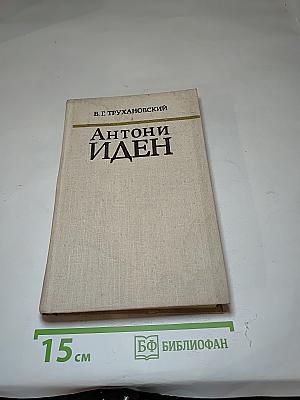 В. Г. ТРУХАНОВСКИЙ
АНТОНИ
ИДЕН
15 см
БФ БИБЛИОФАН